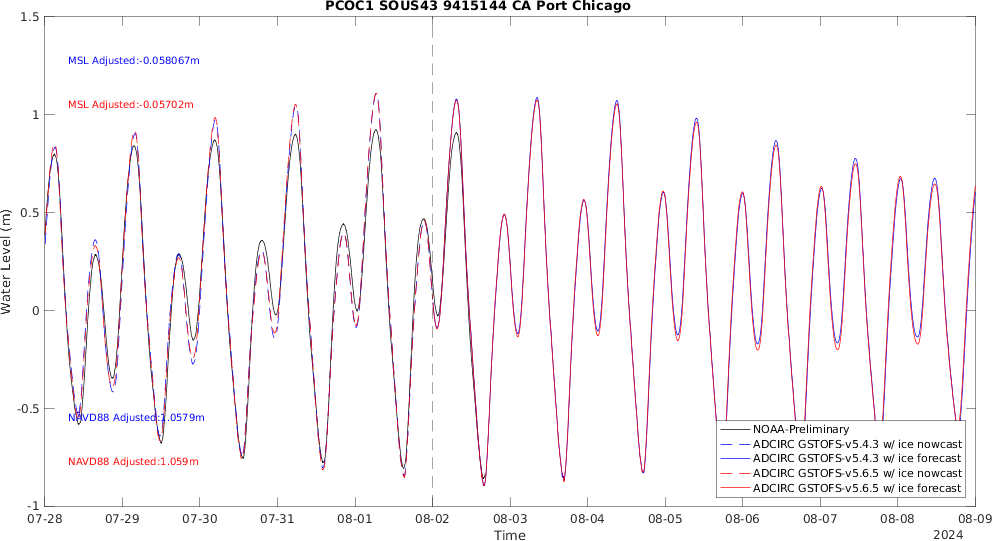 PCOC1 SOUS43 9415144 CA Port Chicago
1.5
1
0.5
0
-0.5
-1
Water Level (m)
MSL Adjusted:-0.058067m
MSL Adjusted:-0.05702m
NAVD88 Adjusted:1.0579m
NAVD88 Adjusted:1.059m
NOAA-Preliminary
ADCIRC GSTOFS-v5.4.3 w/ ice nowcast
ADCIRC GSTOFS-v5.4.3 w/ ice forecast
ADCIRC GSTOFS-v5.6.5 w/ ice nowcast
ADCIRC GSTOFS-v5.6.5 w/ ice forecast
07-28 07-29 07-30 07-31 08-01 08-02 08-03 08-04 08-05 08-06 08-07 08-08 08-09
Time
2024